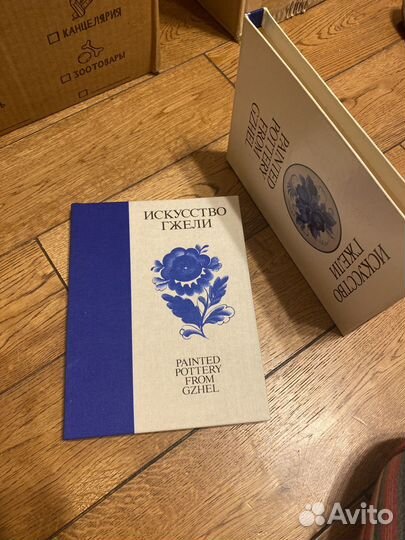 КАНЦЕЛЯРИЯ
ЗООТОВАРЫ
ИСКУССТВО
ГЖЕЛИ
PAINTED
POTTERY
FROM
GZHEL
ИСКУССТВО
ГЖЕЛИ
PAINTED
POTTERY
FROM
GZHEL
Avito